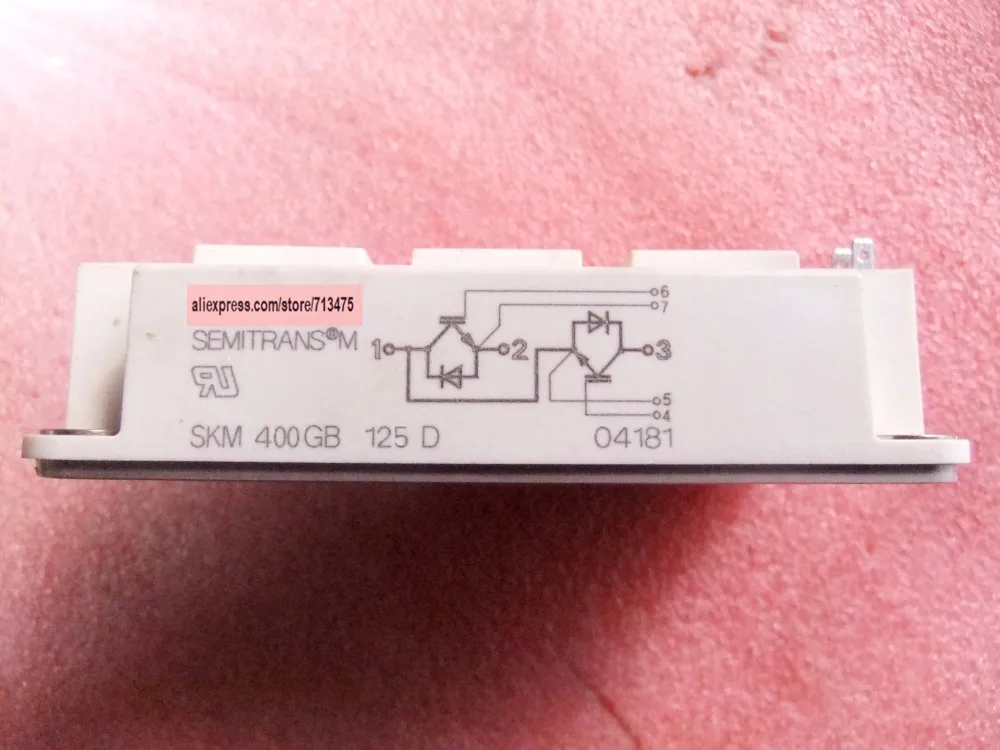 aliexpress.com/store/713475
SEMITRANS®M
1 2 3
6
7
5
4
SKM 400GB 125 D 04181